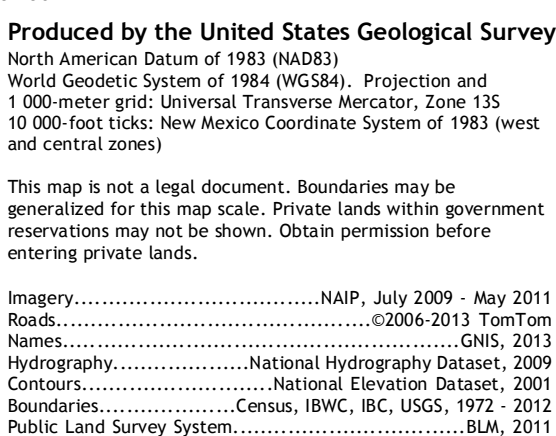 Produced by the United States Geological Survey
North American Datum of 1983 (NAD83)
World Geodetic System of 1984 (WGS84).  Projection and
1 000-meter grid: Universal Transverse Mercator, Zone 13S
10 000-foot ticks: New Mexico Coordinate System of 1983 (west
and central zones)
This map is not a legal document. Boundaries may be
generalized for this map scale. Private lands within government
reservations may not be shown. Obtain permission before
entering private lands.
Imagery...................................NAIP, July 2009 - May 2011
Roads.............................................©2006-2013 TomTom
Names.........................................................GNIS, 2013
Hydrography...................National Hydrography Dataset, 2009
Contours...........................National Elevation Dataset, 2001
Boundaries...................Census, IBWC, IBC, USGS, 1972 - 2012
Public Land Survey System.................................BLM, 2011